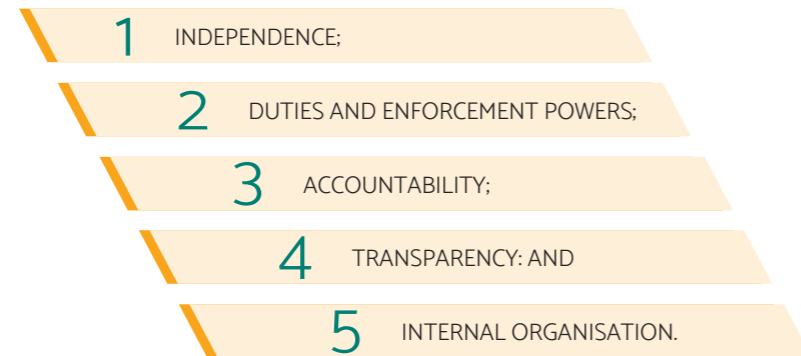 1 INDEPENDENCE;
2 DUTIES AND ENFORCEMENT POWERS;
3 ACCOUNTABILITY;
4 TRANSPARENCY: AND
5 INTERNAL ORGANISATION.